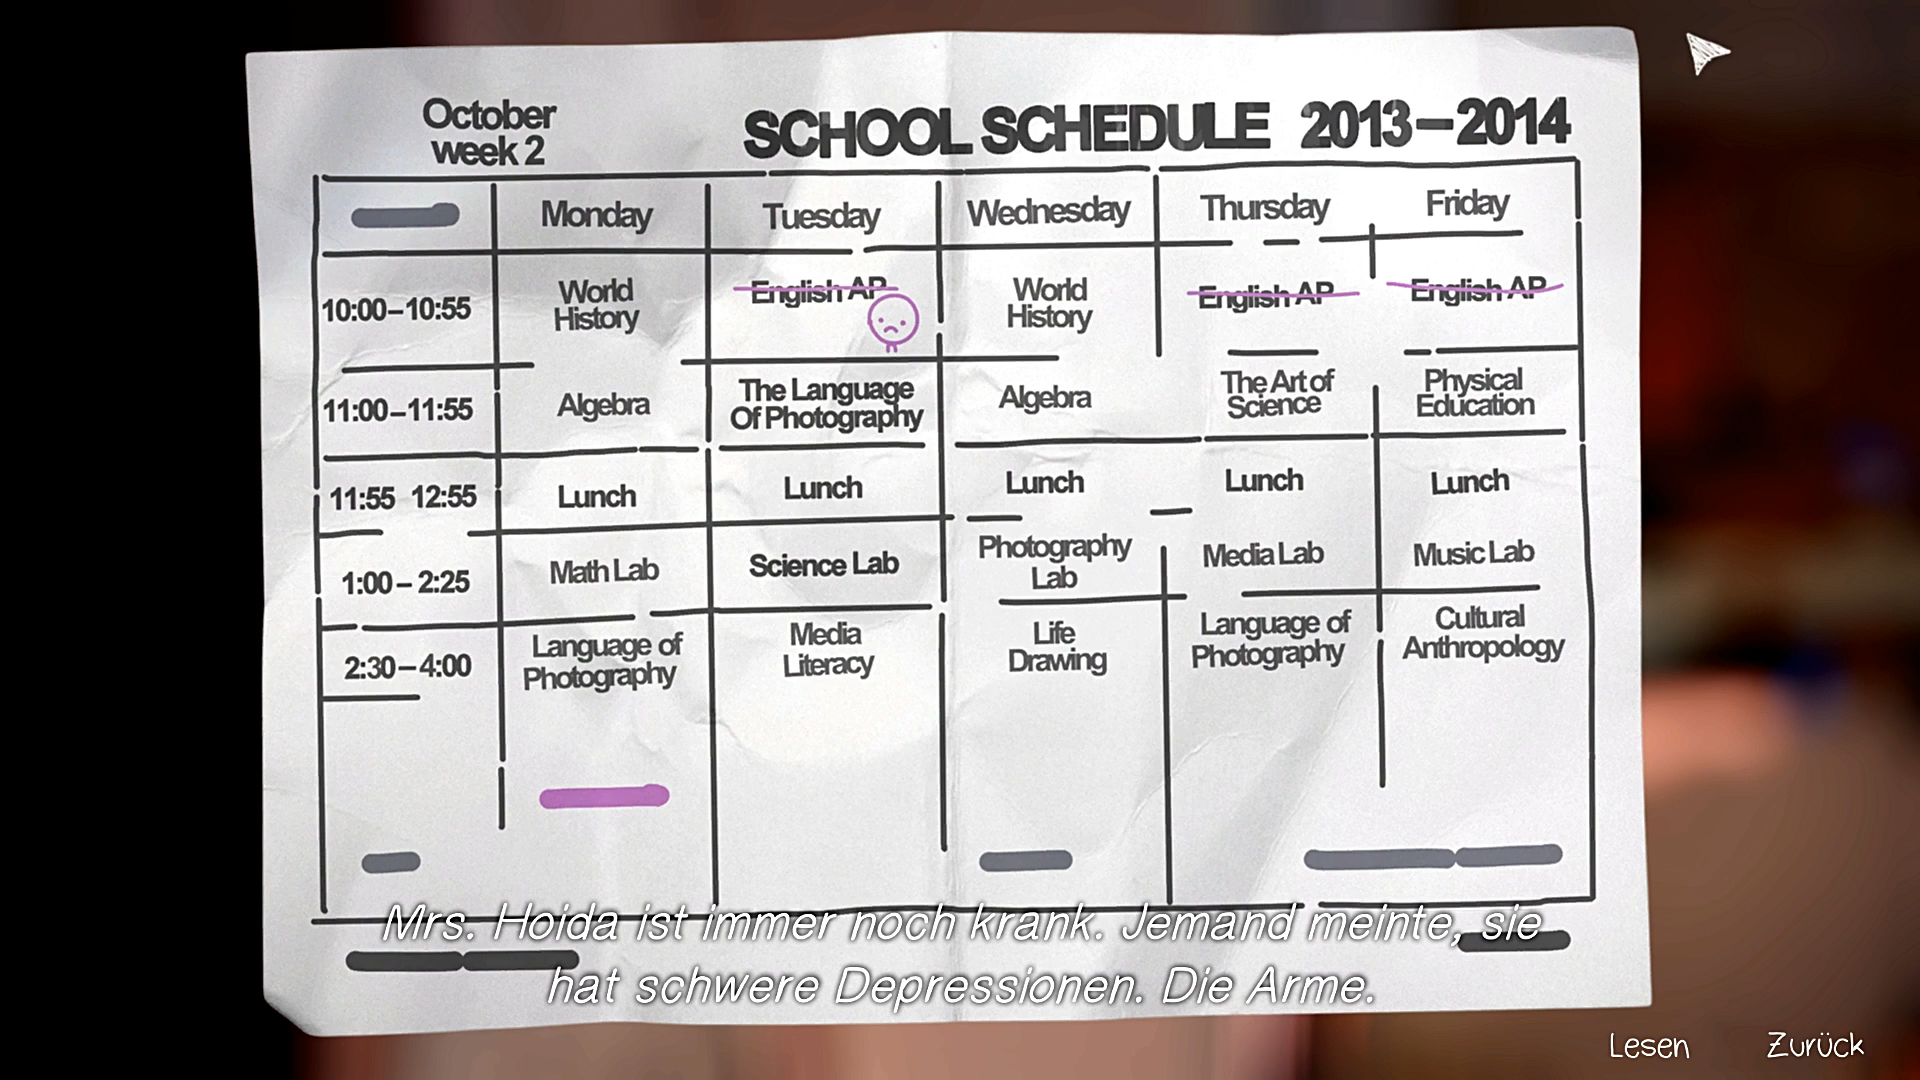 October
week 2
SCHOOL SCHEDULE 2013–2014
Monday
Tuesday
Wednesday
Thursday
Friday
10:00–10:55
World
History
English AP
World
History
English AP
English AP
11:00–11:55
Algebra
The Language
Of Photography
Algebra
The Art of
Science
Physical
Education
11:55 12:55
Lunch
Lunch
Lunch
Lunch
Lunch
1:00–2:25
Math Lab
Science Lab
Photography
Lab
Media Lab
Music Lab
2:30–4:00
Language of
Photography
Media
Literacy
Life
Drawing
Language of
Photography
Cultural
Anthropology
Mrs. Hoida ist immer noch krank. Jemand meinte, sie
hat schwere Depressionen. Die Arme.
Lesen
Zurück